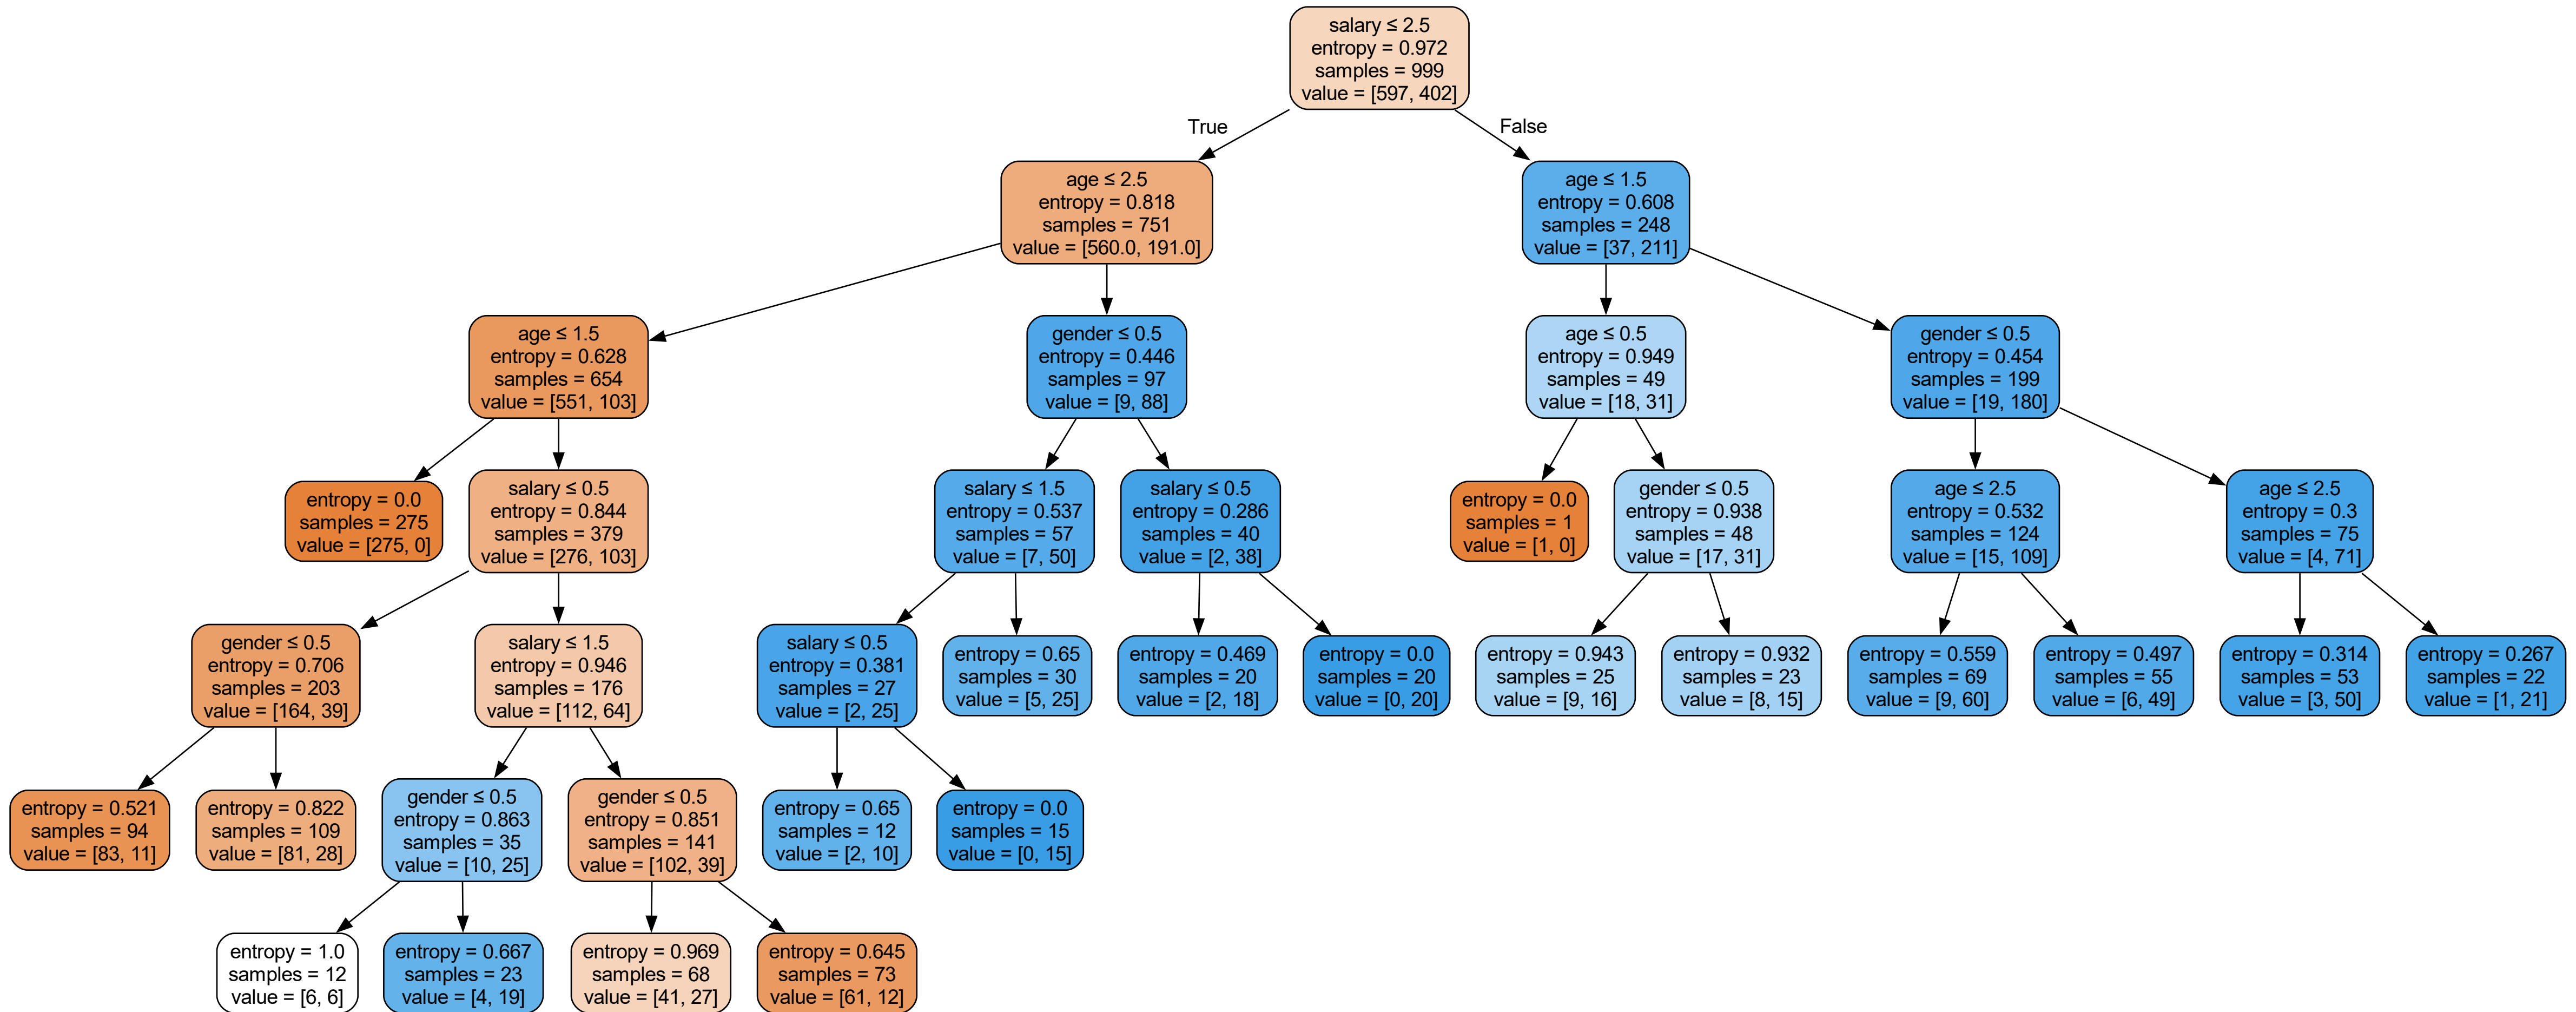 salary ≤ 2.5
entropy = 0.972
samples = 999
value = [597, 402]
True
False
age ≤ 2.5
entropy = 0.818
samples = 751
value = [560.0, 191.0]
age ≤ 1.5
entropy = 0.608
samples = 248
value = [37, 211]
age ≤ 1.5
entropy = 0.628
samples = 654
value = [551, 103]
gender ≤ 0.5
entropy = 0.446
samples = 97
value = [9, 88]
age ≤ 0.5
entropy = 0.949
samples = 49
value = [18, 31]
gender ≤ 0.5
entropy = 0.454
samples = 199
value = [19, 180]
entropy = 0.0
samples = 275
value = [275, 0]
salary ≤ 0.5
entropy = 0.844
samples = 379
value = [276, 103]
salary ≤ 1.5
entropy = 0.537
samples = 57
value = [7, 50]
salary ≤ 0.5
entropy = 0.286
samples = 40
value = [2, 38]
entropy = 0.0
samples = 1
value = [1, 0]
gender ≤ 0.5
entropy = 0.938
samples = 48
value = [17, 31]
age ≤ 2.5
entropy = 0.532
samples = 124
value = [15, 109]
age ≤ 2.5
entropy = 0.3
samples = 75
value = [4, 71]
gender ≤ 0.5
entropy = 0.706
samples = 203
value = [164, 39]
salary ≤ 1.5
entropy = 0.946
samples = 176
value = [112, 64]
salary ≤ 0.5
entropy = 0.381
samples = 27
value = [2, 25]
entropy = 0.65
samples = 30
value = [5, 25]
entropy = 0.469
samples = 20
value = [2, 18]
entropy = 0.0
samples = 20
value = [0, 20]
entropy = 0.943
samples = 25
value = [9, 16]
entropy = 0.932
samples = 23
value = [8, 15]
entropy = 0.559
samples = 69
value = [9, 60]
entropy = 0.497
samples = 55
value = [6, 49]
entropy = 0.314
samples = 53
value = [3, 50]
entropy = 0.267
samples = 22
value = [1, 21]
entropy = 0.521
samples = 94
value = [83, 11]
entropy = 0.822
samples = 109
value = [81, 28]
gender ≤ 0.5
entropy = 0.863
samples = 35
value = [10, 25]
gender ≤ 0.5
entropy = 0.851
samples = 141
value = [102, 39]
entropy = 0.65
samples = 12
value = [2, 10]
entropy = 0.0
samples = 15
value = [0, 15]
entropy = 1.0
samples = 12
value = [6, 6]
entropy = 0.667
samples = 23
value = [4, 19]
entropy = 0.969
samples = 68
value = [41, 27]
entropy = 0.645
samples = 73
value = [61, 12]